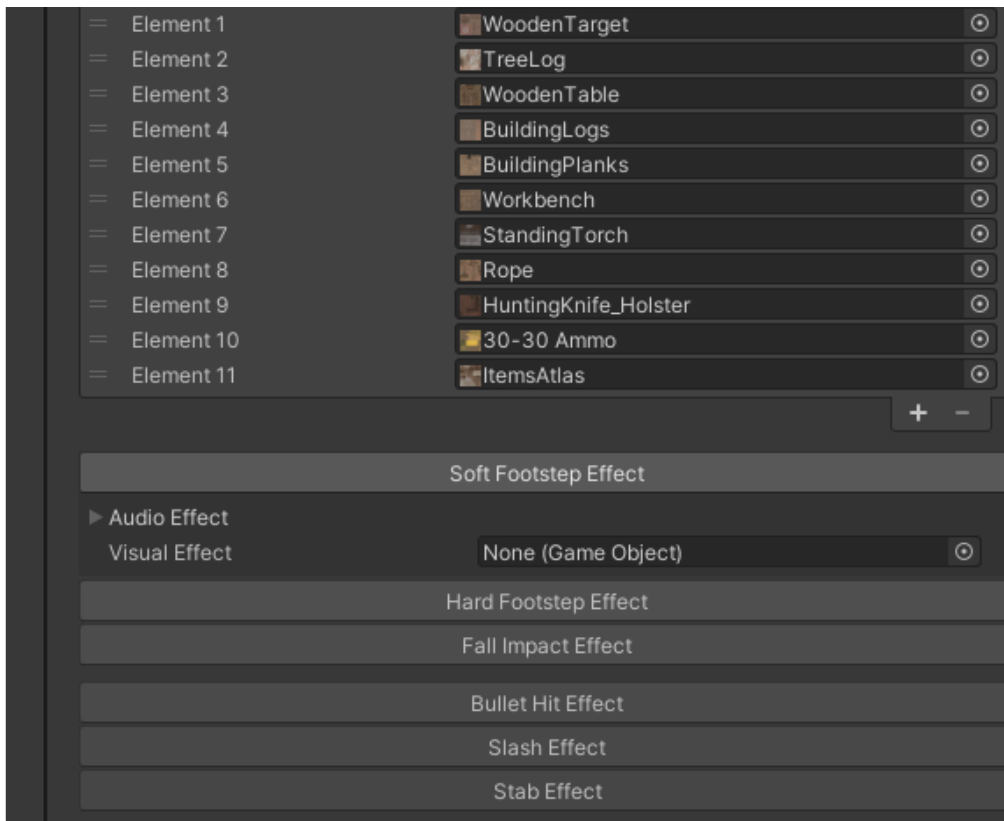 Element 1 WoodenTarget
Element 2 TreeLog
Element 3 WoodenTable
Element 4 BuildingLogs
Element 5 BuildingPlanks
Element 6 Workbench
Element 7 StandingTorch
Element 8 Rope
Element 9 HuntingKnife_Holster
Element 10 30-30 Ammo
Element 11 ItemsAtlas
+ −
Soft Footstep Effect
Audio Effect
Visual Effect None (Game Object)
Hard Footstep Effect
Fall Impact Effect
Bullet Hit Effect
Slash Effect
Stab Effect